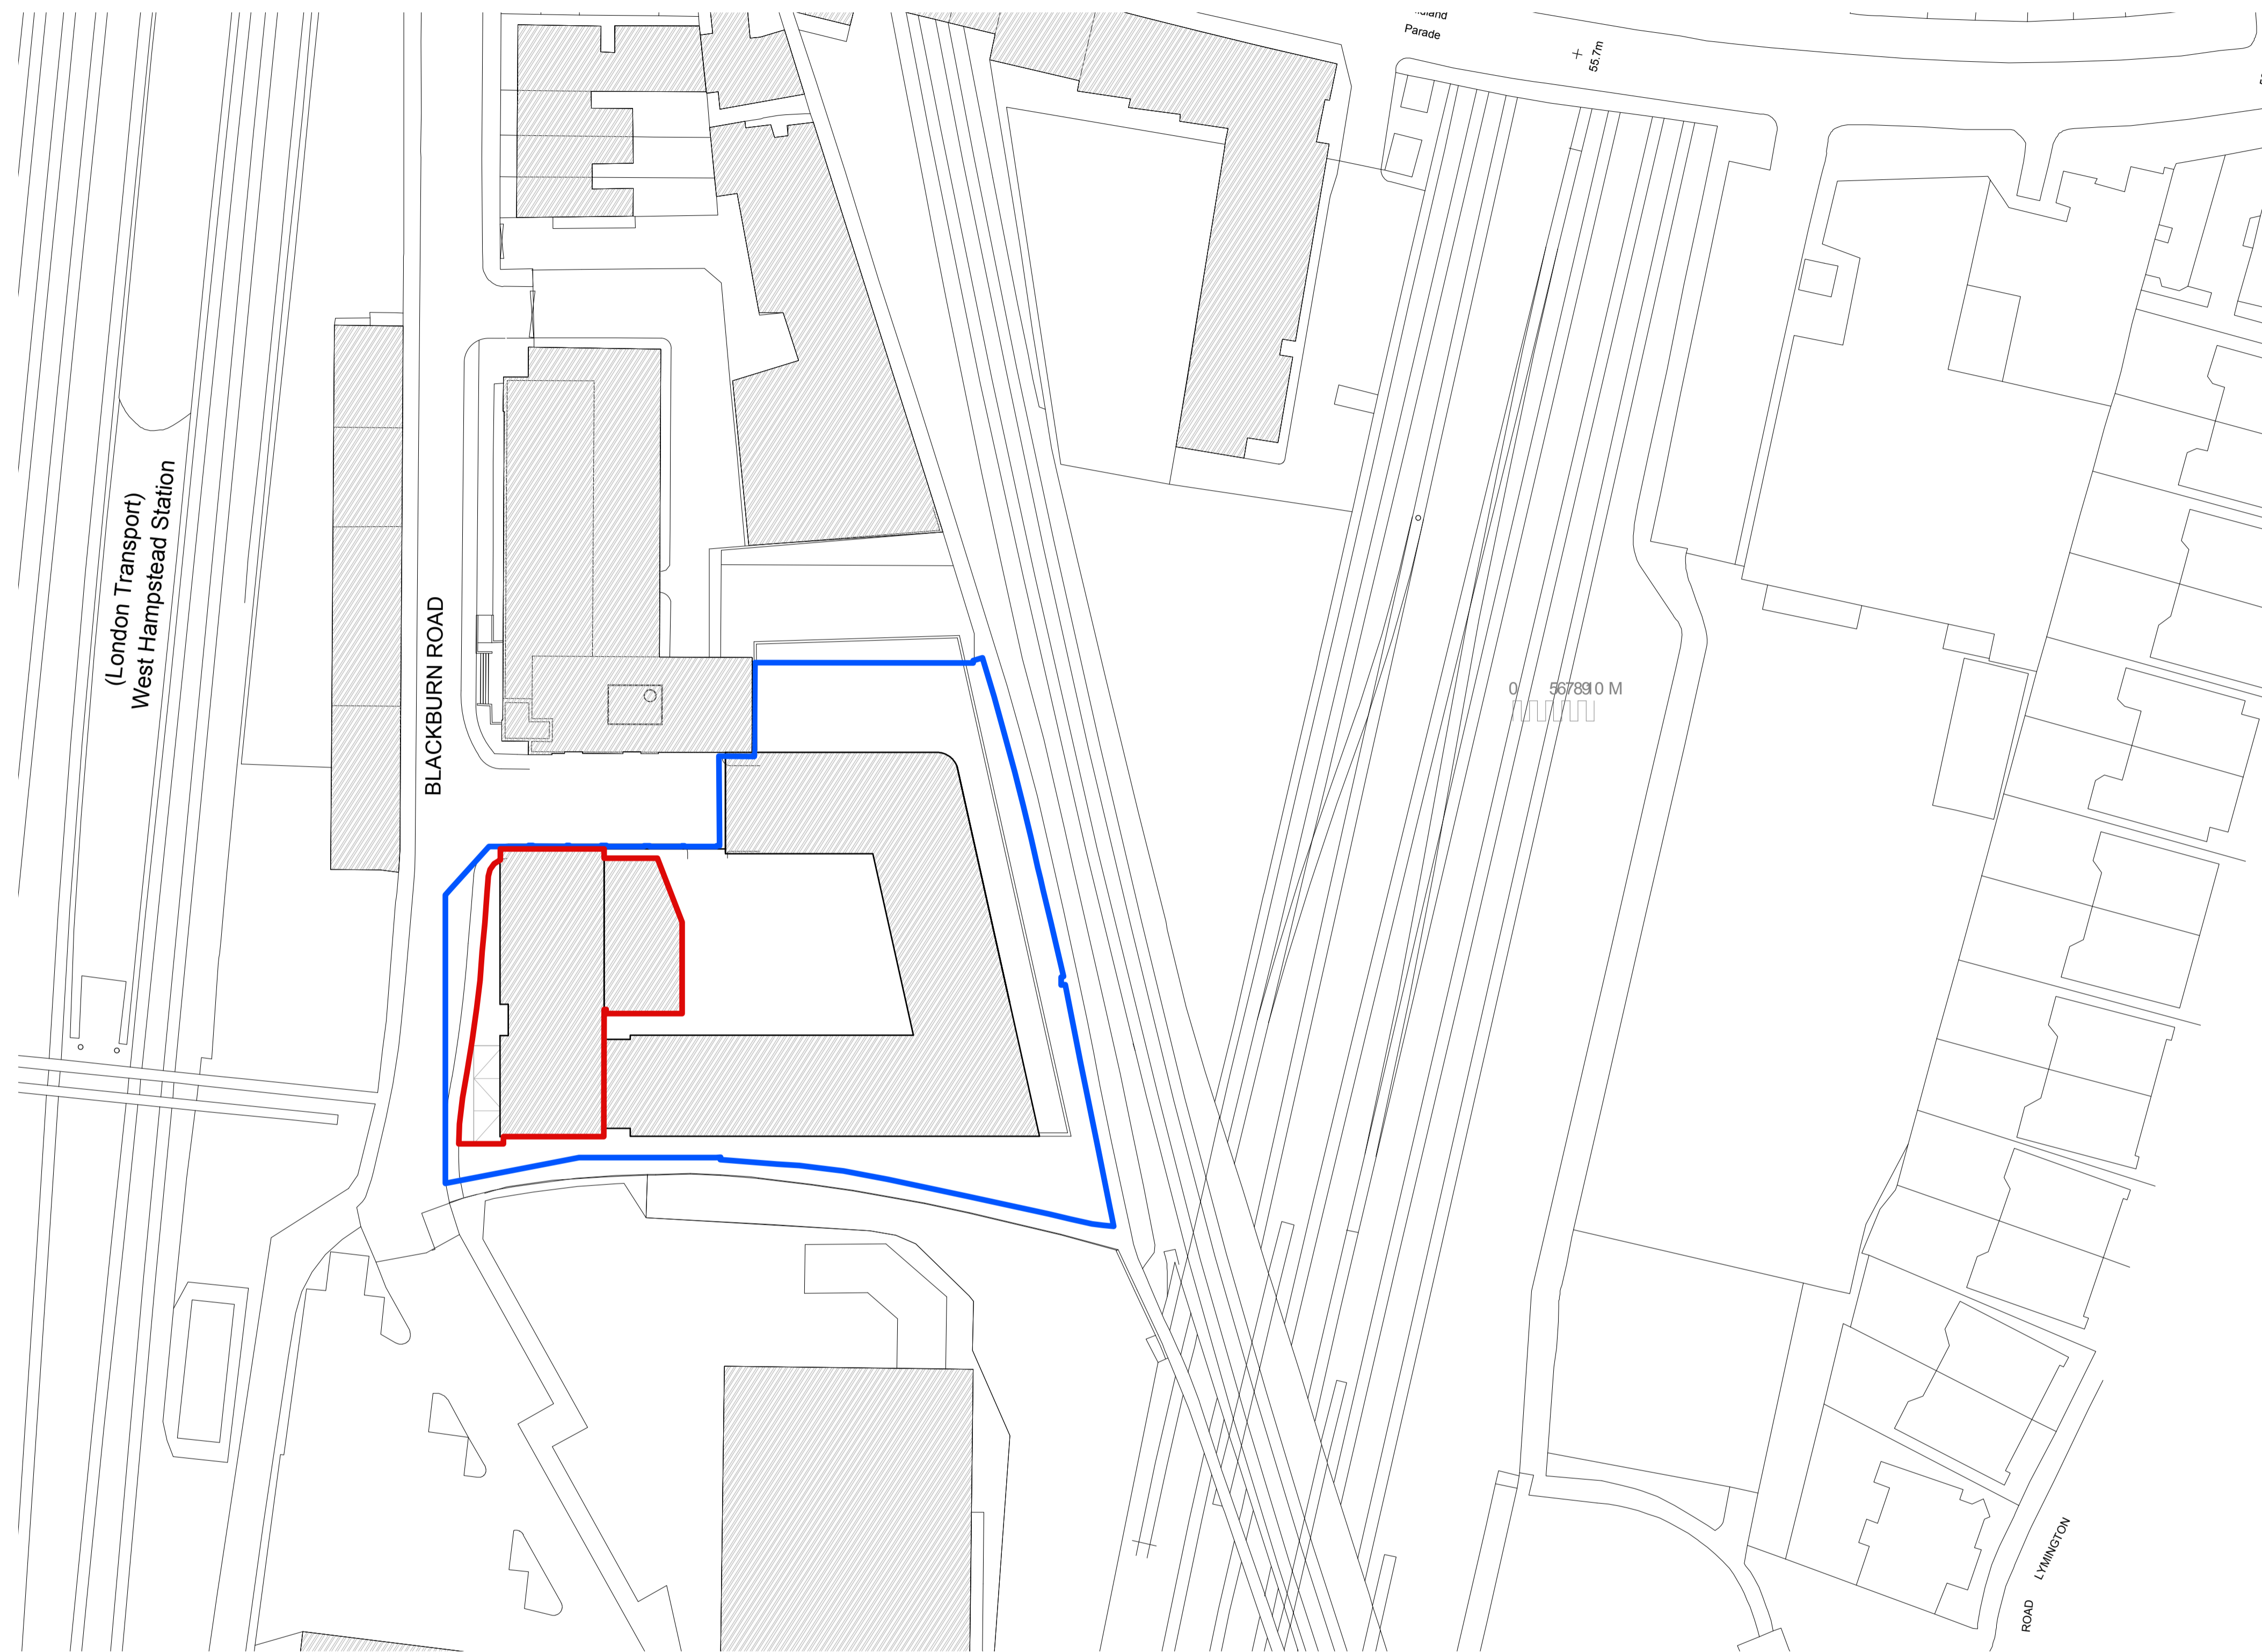 Parade
55.7m
(London Transport)
West Hampstead Station
BLACKBURN ROAD
0 5678910 M
LYMINGTON
ROAD